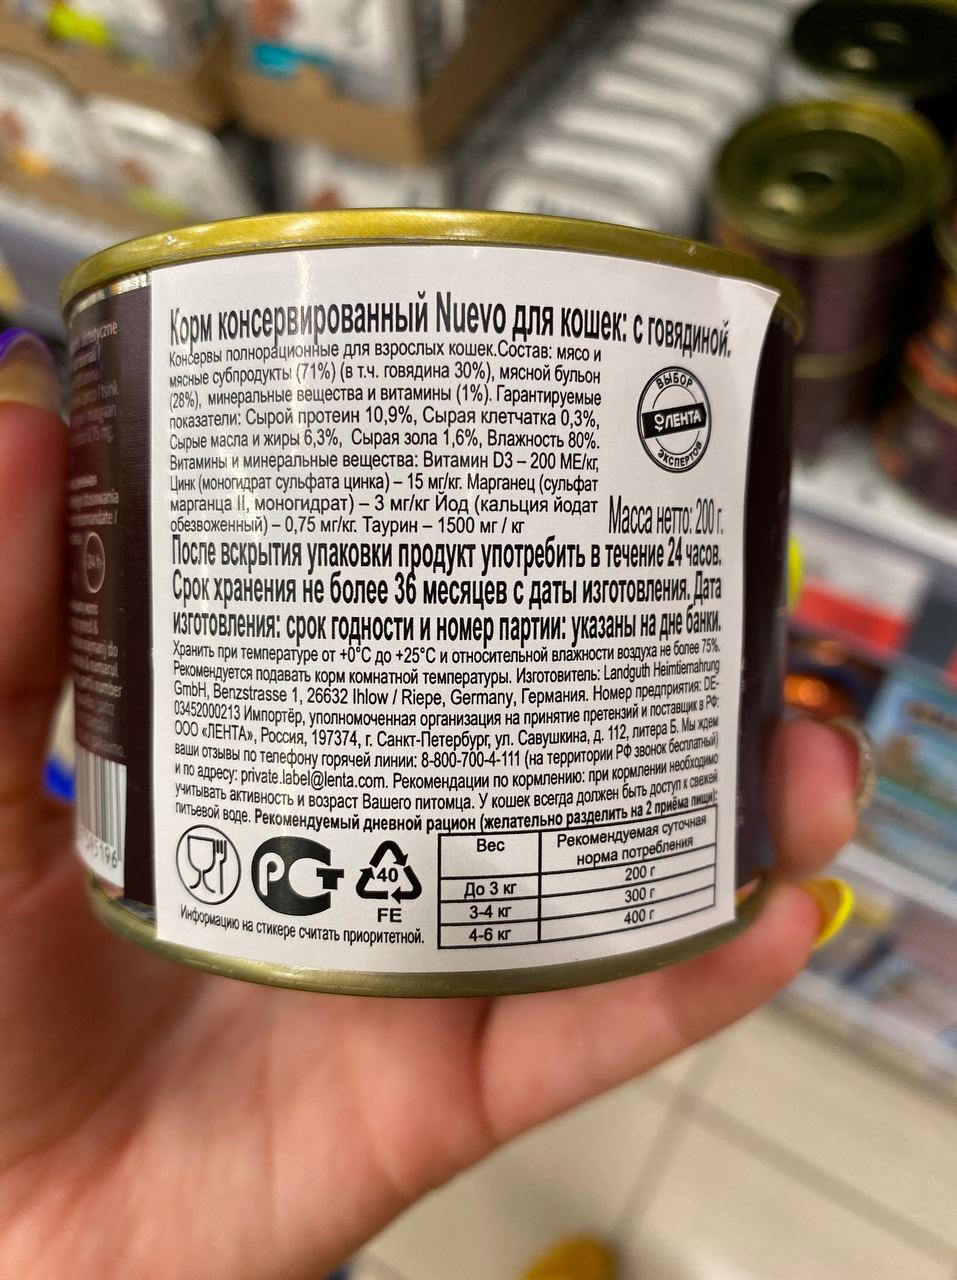 Корм консервированный Nuevo для кошек: с говядиной.
Консервы полнорационные для взрослых кошек.Состав: мясо и
мясные субпродукты (71%) (в т.ч. говядина 30%), мясной бульон
(28%), минеральные вещества и витамины (1%). Гарантируемые
показатели: Сырой протеин 10,9%, Сырая клетчатка 0,3%,
Сырые масла и жиры 6,3%, Сырая зола 1,6%, Влажность 80%.
Витамины и минеральные вещества: Витамин D3 – 200 МЕ/кг,
Цинк (моногидрат сульфата цинка) – 15 мг/кг. Марганец (сульфат
марганца II, моногидрат) – 3 мг/кг Йод (кальция йодат
обезвоженный) – 0,75 мг/кг. Таурин – 1500 мг / кг
ВЫБОР
ЛЕНТА
ЭКСПЕРТОВ
Масса нетто: 200 г.
После вскрытия упаковки продукт употребить в течение 24 часов.
Срок хранения не более 36 месяцев с даты изготовления. Дата
изготовления: срок годности и номер партии: указаны на дне банки.
Хранить при температуре от +0°С до +25°С и относительной влажности воздуха не более 75%.
Рекомендуется подавать корм комнатной температуры. Изготовитель: Landguth Heimtiernahrung
GmbH, Benzstrasse 1, 26632 Ihlow / Riepe, Germany, Германия. Номер предприятия: DE-
03452000213 Импортёр, уполномоченная организация на принятие претензий и поставщик в РФ:
ООО «ЛЕНТА», Россия, 197374, г. Санкт-Петербург, ул. Савушкина, д. 112, литера Б. Мы ждем
ваши отзывы по телефону горячей линии: 8-800-700-4-111 (на территории РФ звонок бесплатный)
и по адресу: private.label@lenta.com. Рекомендации по кормлению: при кормлении необходимо
учитывать активность и возраст Вашего питомца. У кошек всегда должен быть доступ к свежей
питьевой воде. Рекомендуемый дневной рацион (желательно разделить на 2 приёма пищи):
Вес Рекомендуемая суточная
норма потребления
До 3 кг 200 г
3-4 кг 300 г
4-6 кг 400 г
РСТ
40
FE
Информацию на стикере считать приоритетной.
24 h